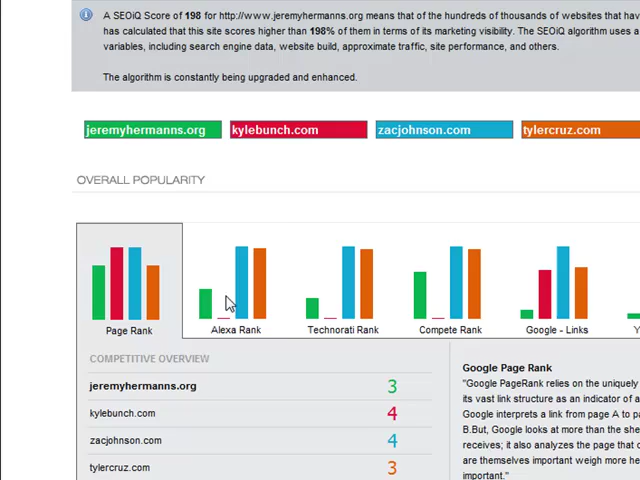 A SEOiQ Score of 198 for http://www.jeremyhermanns.org means that of the hundreds of thousands of websites that
has calculated that this site scores higher than 198% of them in terms of its marketing visibility. The SEOiQ algorithm uses a
variables, including search engine data, website build, approximate traffic, site performance, and others.
The algorithm is constantly being upgraded and enhanced.
jeremyhermanns.org kylebunch.com zacjohnson.com tylercruz.com
OVERALL POPULARITY
Page Rank Alexa Rank Technorati Rank Compete Rank Google - Links Y
COMPETITIVE OVERVIEW
jeremyhermanns.org 3
kylebunch.com 4
zacjohnson.com 4
tylercruz.com 3
Google Page Rank
"Google PageRank relies on the uniquely
its vast link structure as an indicator of a
Google interprets a link from page A to pa
B.But, Google looks at more than the she
receives; it also analyzes the page that c
are themselves important weigh more he
important."